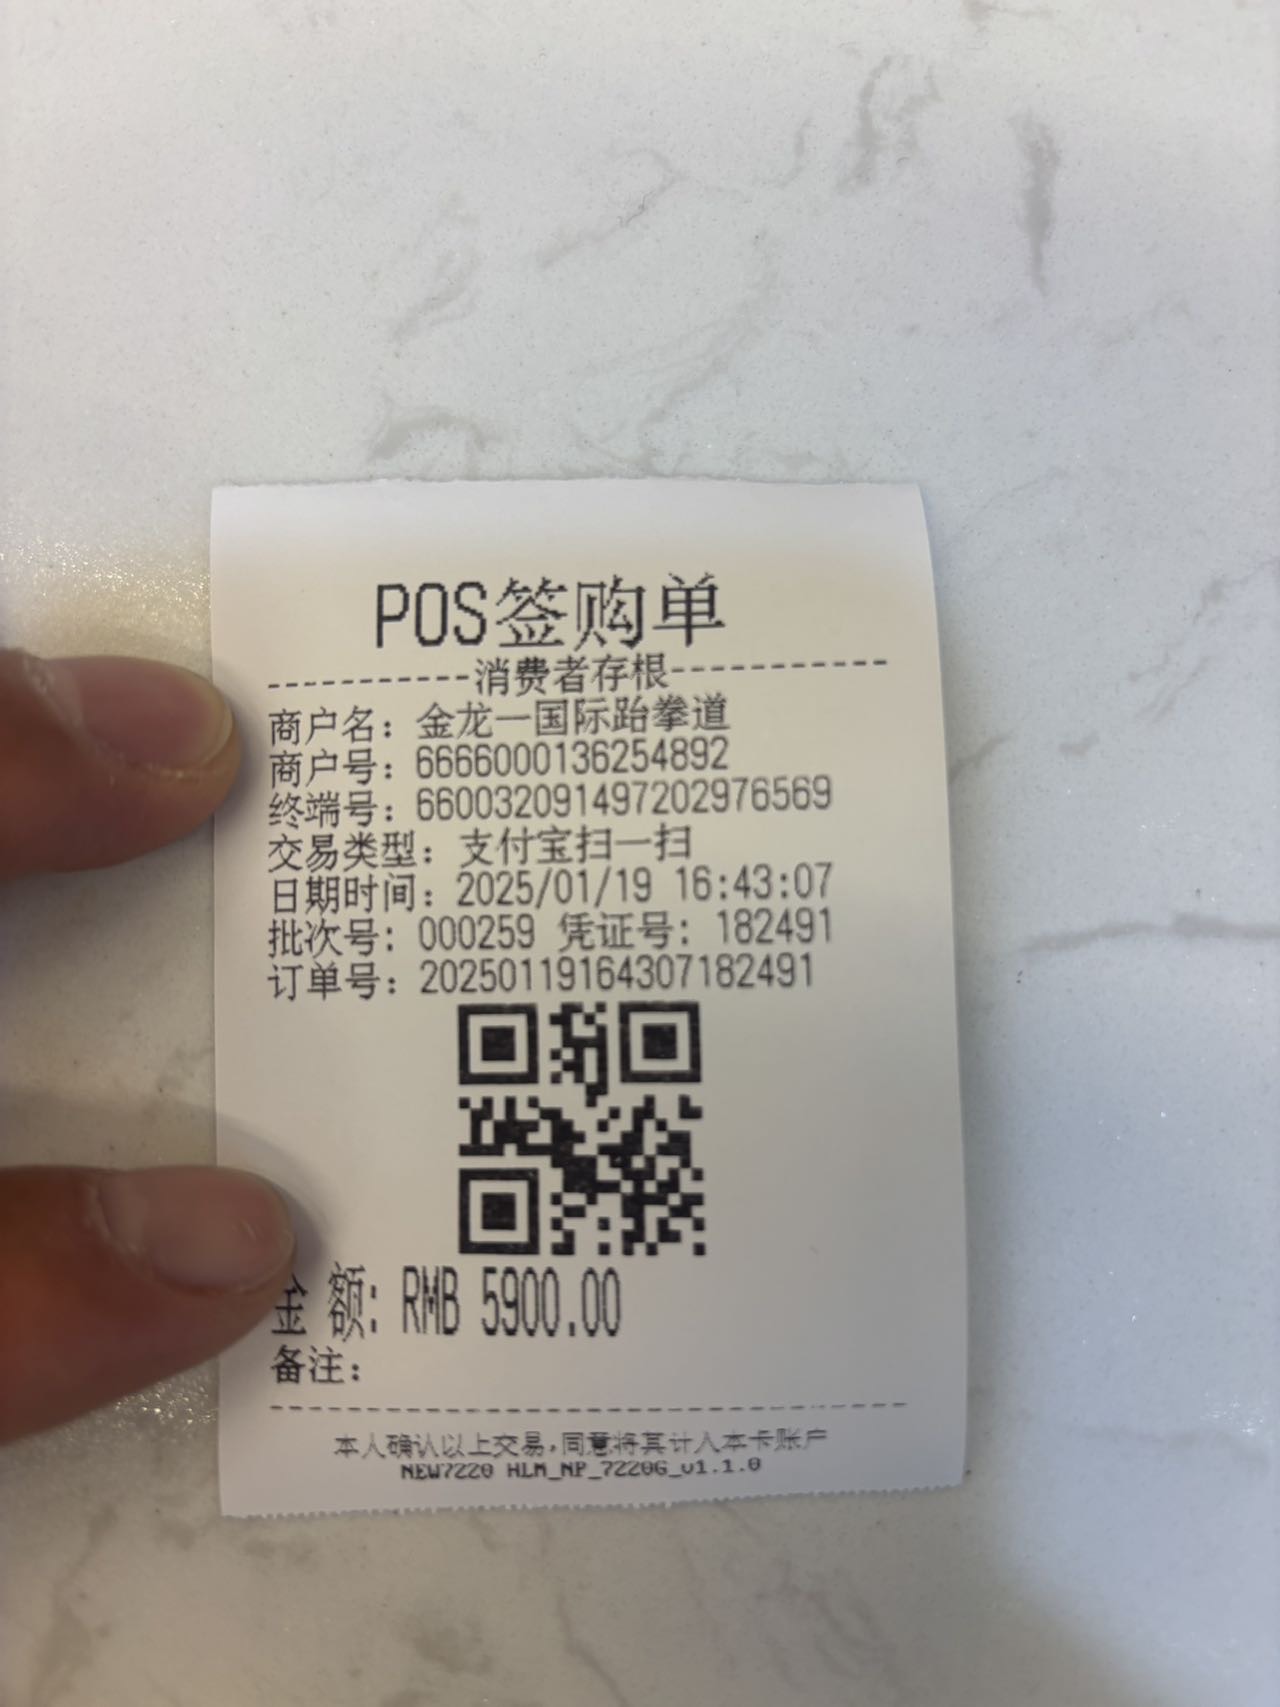 POS签购单
-----------消费者存根-----------
商户名：金龙一国际跆拳道
商户号：6666000136254892
终端号：660032091497202976569
交易类型：支付宝扫一扫
日期时间：2025/01/19 16:43:07
批次号：000259 凭证号：182491
订单号：20250119164307182491
金 额：RMB 5900.00
备注：
本人确认以上交易，同意将其计入本卡账户
NEW7220 HLM_NP_7220G_v1.1.0